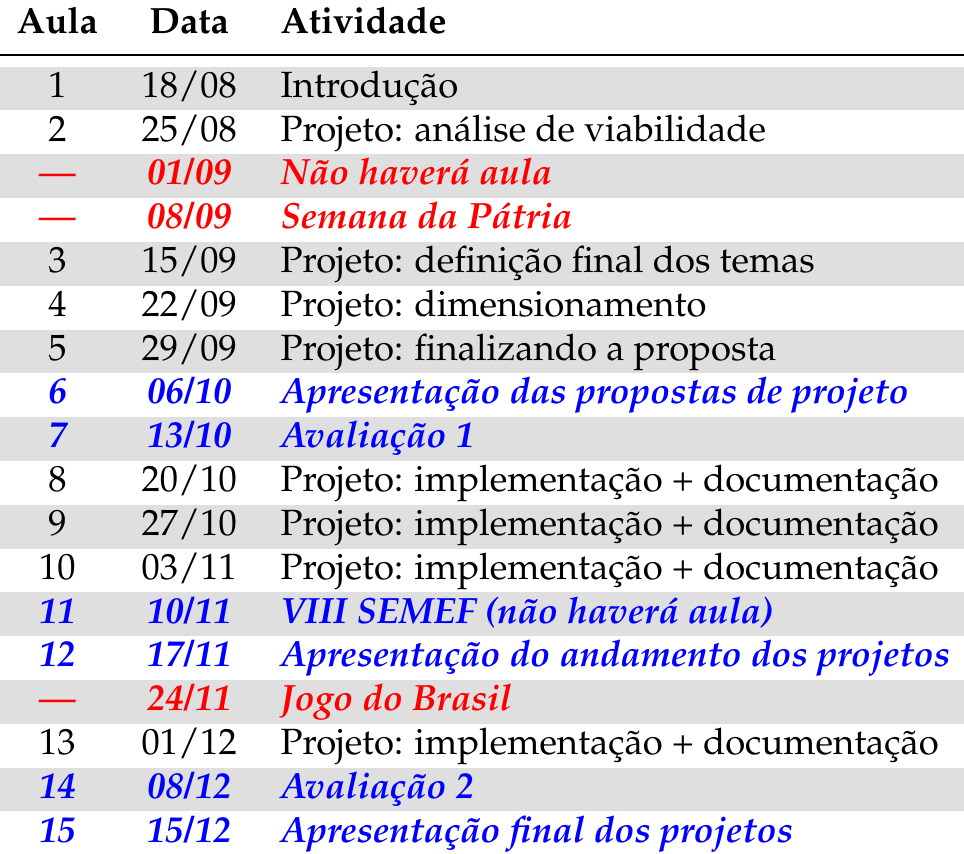 Aula Data Atividade
1 18/08 Introdução
2 25/08 Projeto: análise de viabilidade
— 01/09 Não haverá aula
— 08/09 Semana da Pátria
3 15/09 Projeto: definição final dos temas
4 22/09 Projeto: dimensionamento
5 29/09 Projeto: finalizando a proposta
6 06/10 Apresentação das propostas de projeto
7 13/10 Avaliação 1
8 20/10 Projeto: implementação + documentação
9 27/10 Projeto: implementação + documentação
10 03/11 Projeto: implementação + documentação
11 10/11 VIII SEMEF (não haverá aula)
12 17/11 Apresentação do andamento dos projetos
— 24/11 Jogo do Brasil
13 01/12 Projeto: implementação + documentação
14 08/12 Avaliação 2
15 15/12 Apresentação final dos projetos